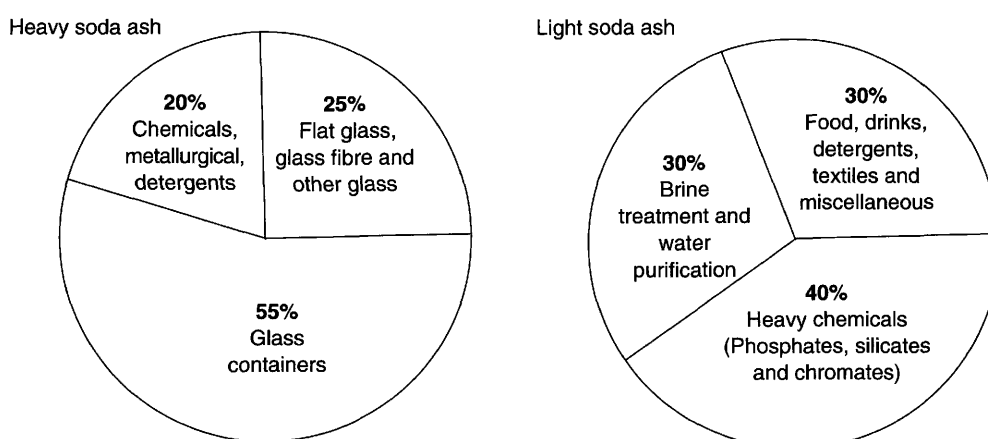 Heavy soda ash
20%
Chemicals,
metallurgical,
detergents
25%
Flat glass,
glass fibre and
other glass
55%
Glass
containers
Light soda ash
30%
Food, drinks,
detergents,
textiles and
miscellaneous
30%
Brine
treatment and
water
purification
40%
Heavy chemicals
(Phosphates, silicates
and chromates)